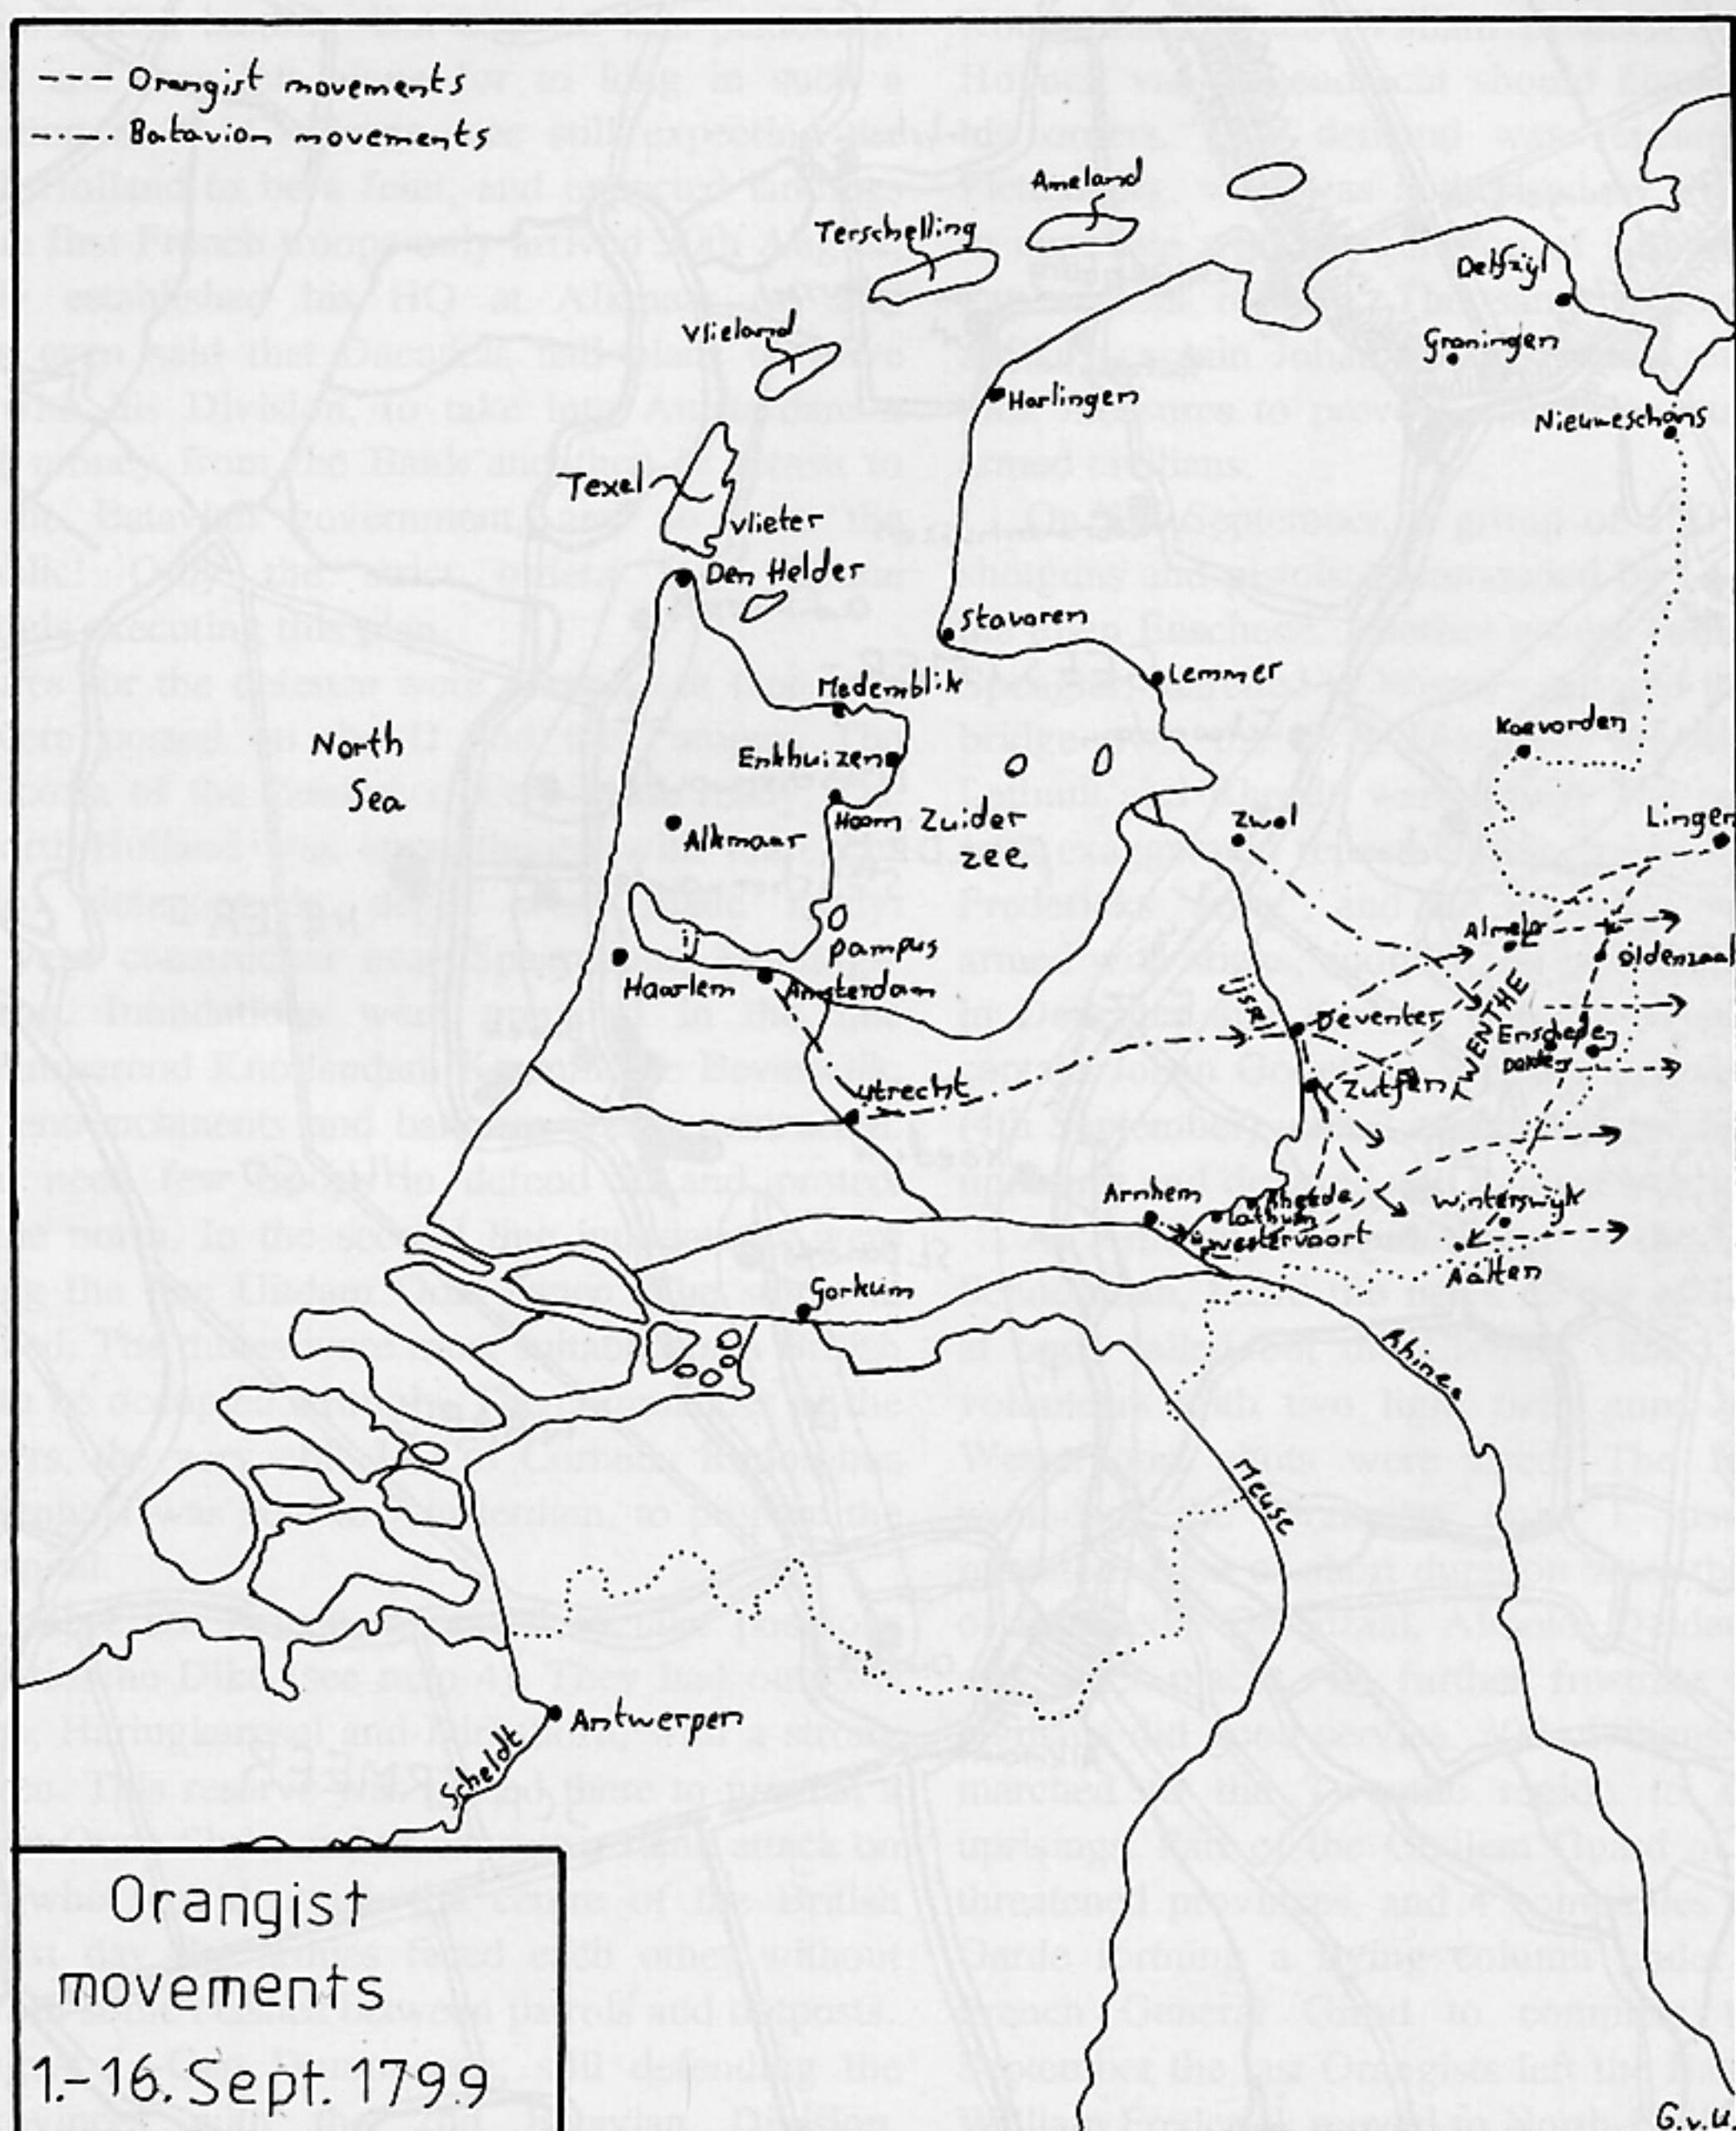 Orangist movements
Batavian movements
Ameland
Terschelling
Vlieland
Delfzijl
Groningen
Harlingen
Nieuweschans
Texel
Vlieter
Den Helder
Stavoren
Lemmer
Medemblik
Koevorden
North
Sea
Enkhuizen
Hoorn
Zuider
zee
Alkmaar
Zwol
Lingen
Almelo
Oldenzaal
pampus
Haarlem
Amsterdam
ijssel
Deventer
TWENTHE
Enschede
Utrecht
Zutfen
Arnhem
Rheede
Lathum
Westervoort
Winterswijk
Aalten
Gorkum
Rhine
Meuse
Antwerpen
Scheldt
Orangist
movements
1.-16. Sept. 1799
G.v.U.